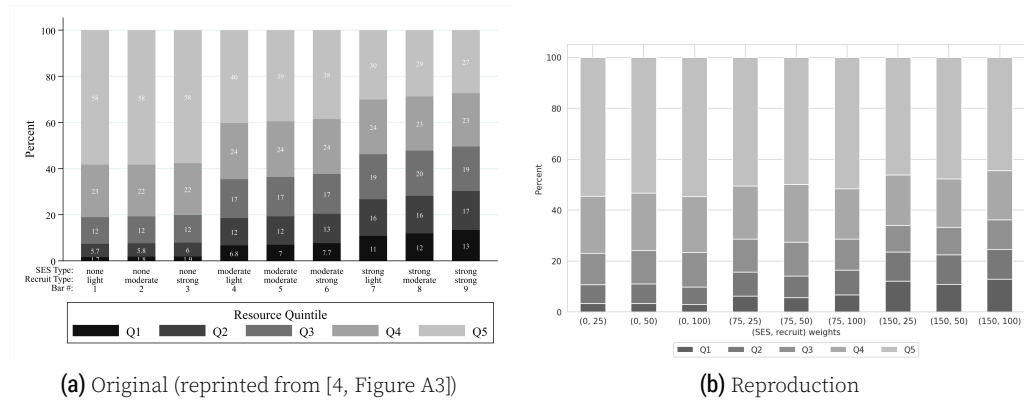 100
80
60
40
20
0
Percent
58 58 58 40 39 38 30 29 27
23 22 22 24 24 24 24 23 23
12 12 12 17 17 17 19 20 19
5.7 5.8 6 12 12 13 16 16 17
1.8 1.9 6.8 7 7.7 11 12 13
SES Type: none none none moderate moderate moderate strong strong strong
Recruit Type: light moderate strong light moderate strong light moderate strong
Bar #: 1 2 3 4 5 6 7 8 9
Resource Quintile
Q1 Q2 Q3 Q4 Q5
(a) Original (reprinted from [4, Figure A3])
100
80
60
40
20
0
Percent
(0, 25) (0, 50) (0, 100) (75, 25) (75, 50) (75, 100) (150, 25) (150, 50) (150, 100)
(SES, recruit) weights
Q1 Q2 Q3 Q4 Q5
(b) Reproduction